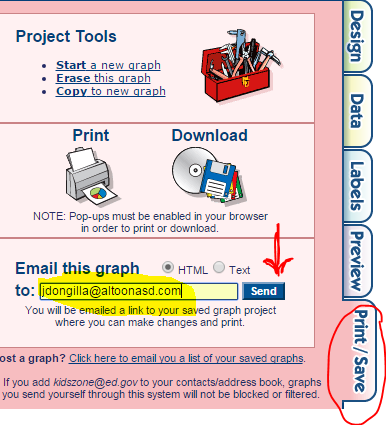 Project Tools
• Start a new graph
• Erase this graph
• Copy to new graph
Print
Download
NOTE: Pop-ups must be enabled in your browser
in order to print or download.
Email this graph
HTML Text
to: jdongilla@altoonasd.com Send
You will be emailed a link to your saved graph project
where you can make changes and print.
ost a graph? Click here to email you a list of your saved graphs.
If you add kidszone@ed.gov to your contacts/address book, graphs
you send yourself through this system will not be blocked or filtered.
Design
Data
Labels
Preview
Print / Save